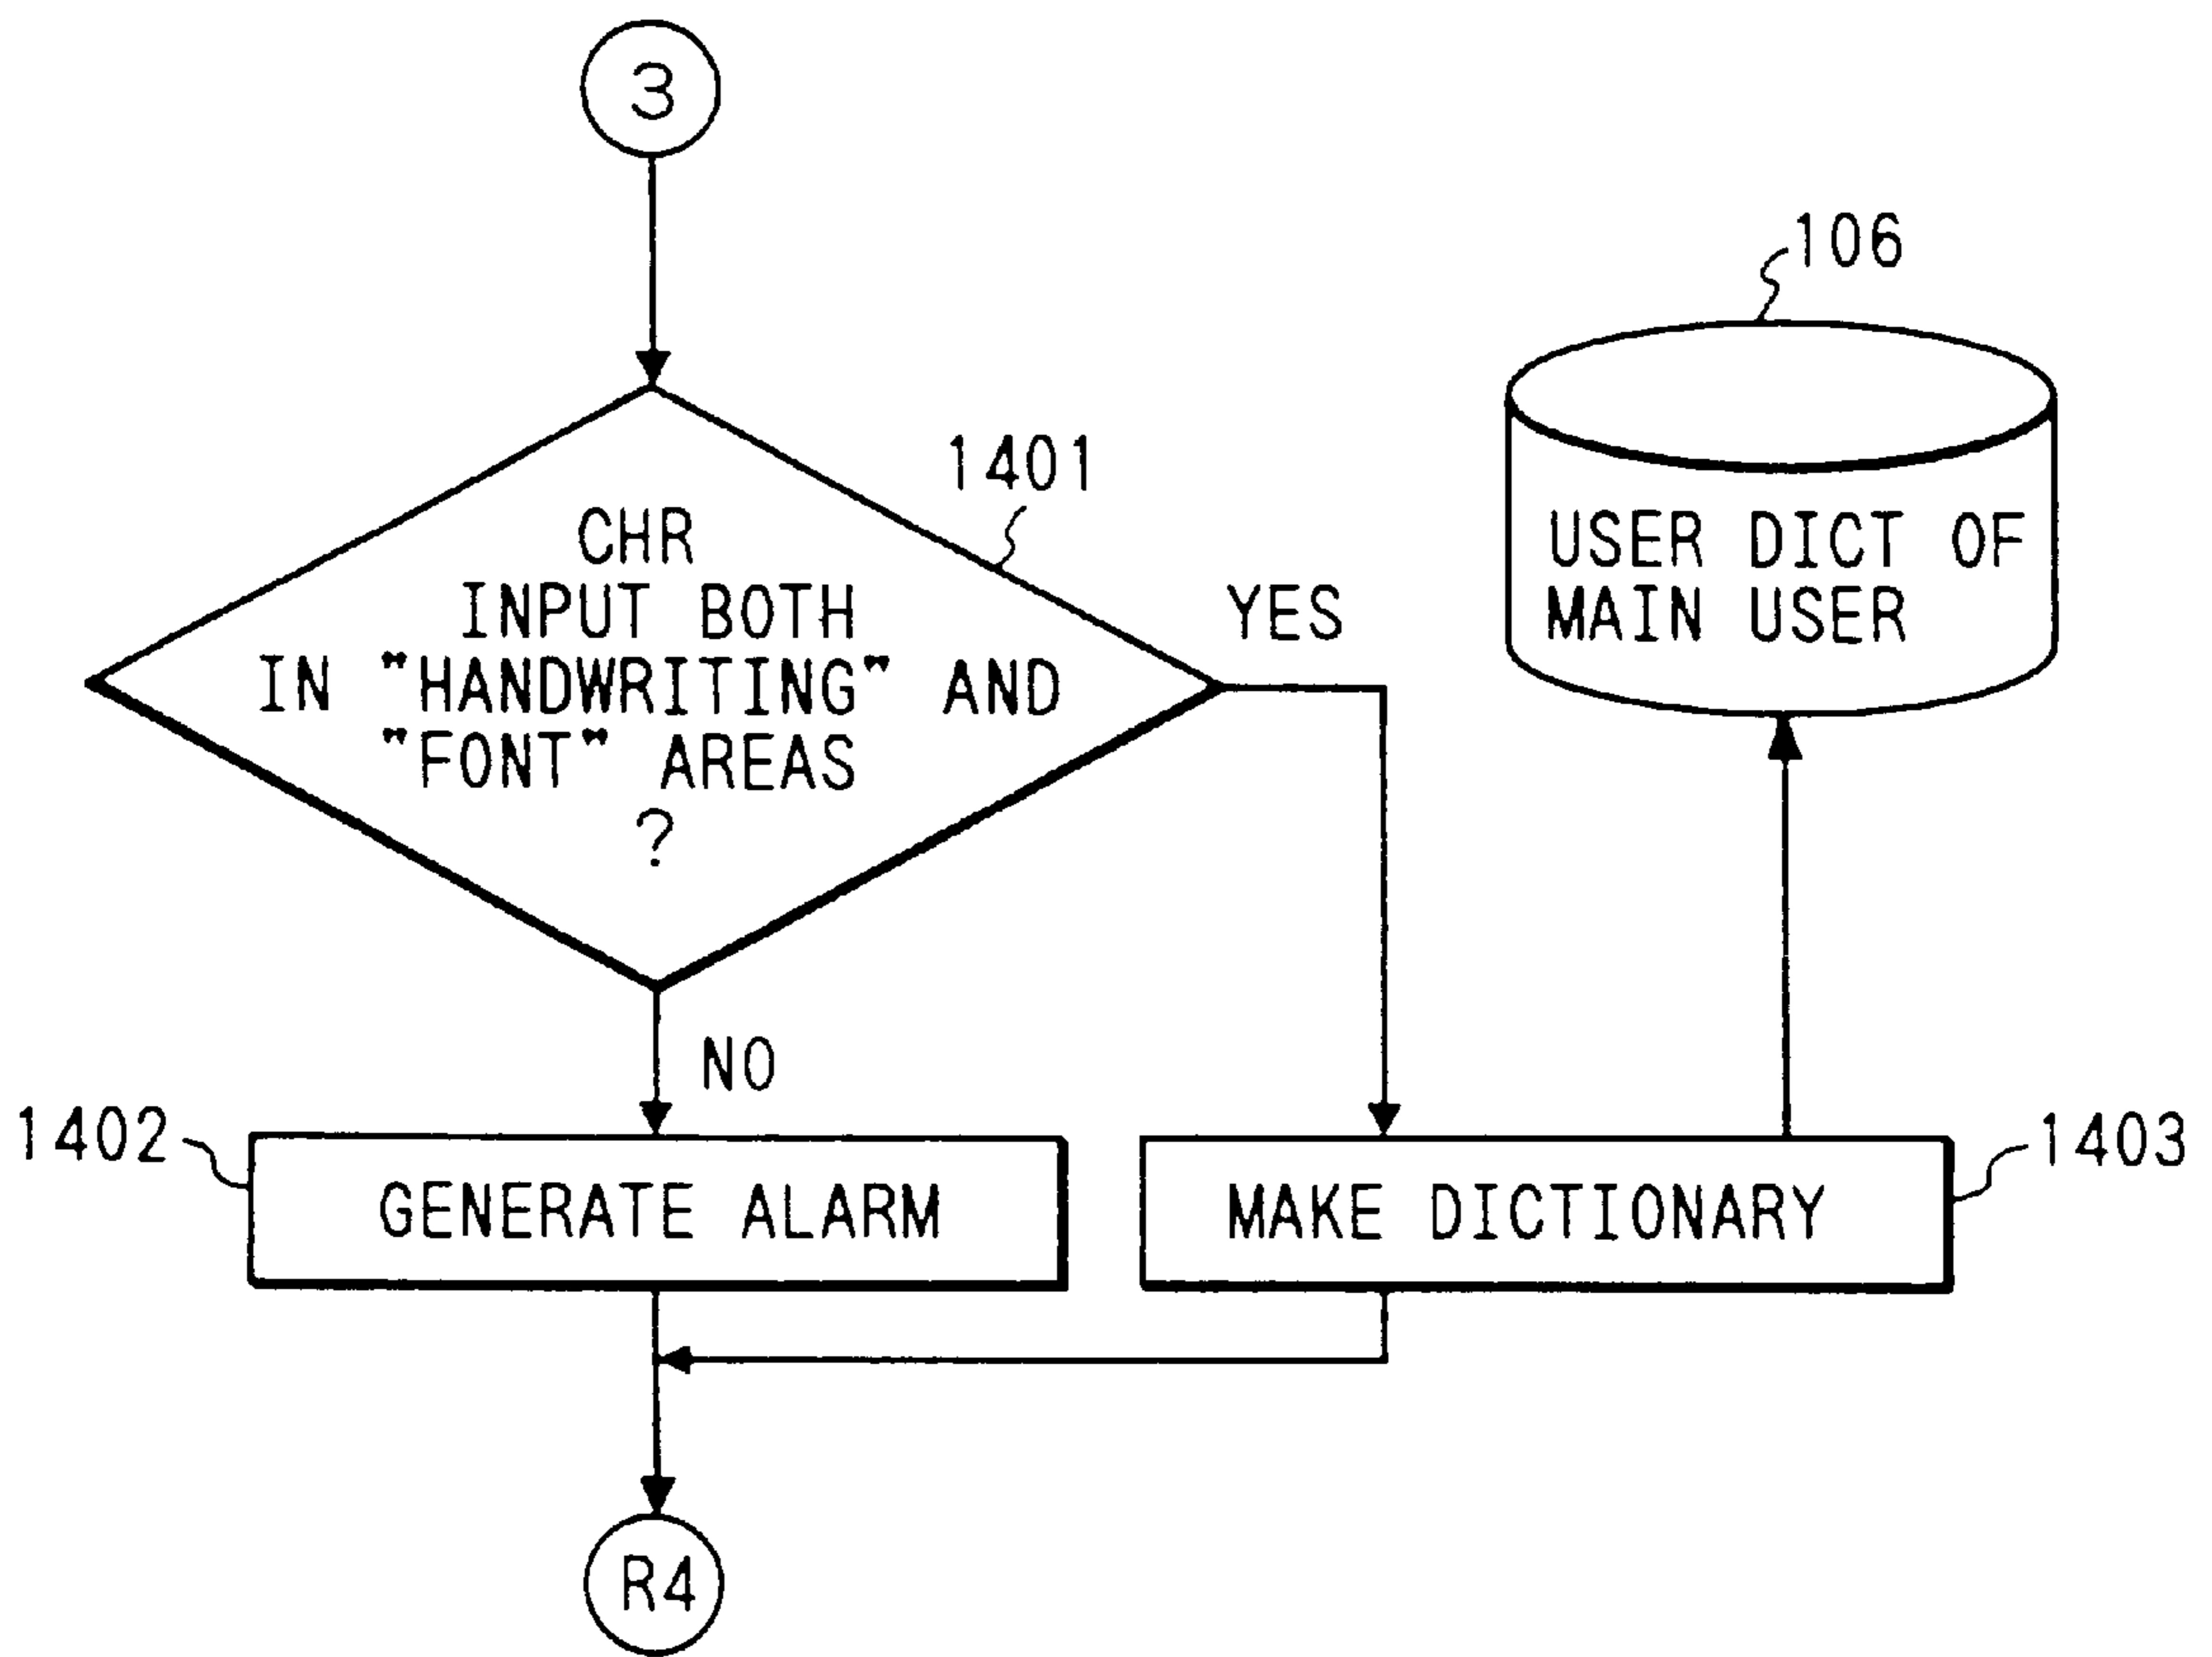 3
106
1401
CHR
INPUT BOTH
IN "HANDWRITING" AND
"FONT" AREAS
?
YES
USER DICT OF
MAIN USER
NO
1402
GENERATE ALARM
MAKE DICTIONARY
1403
R4